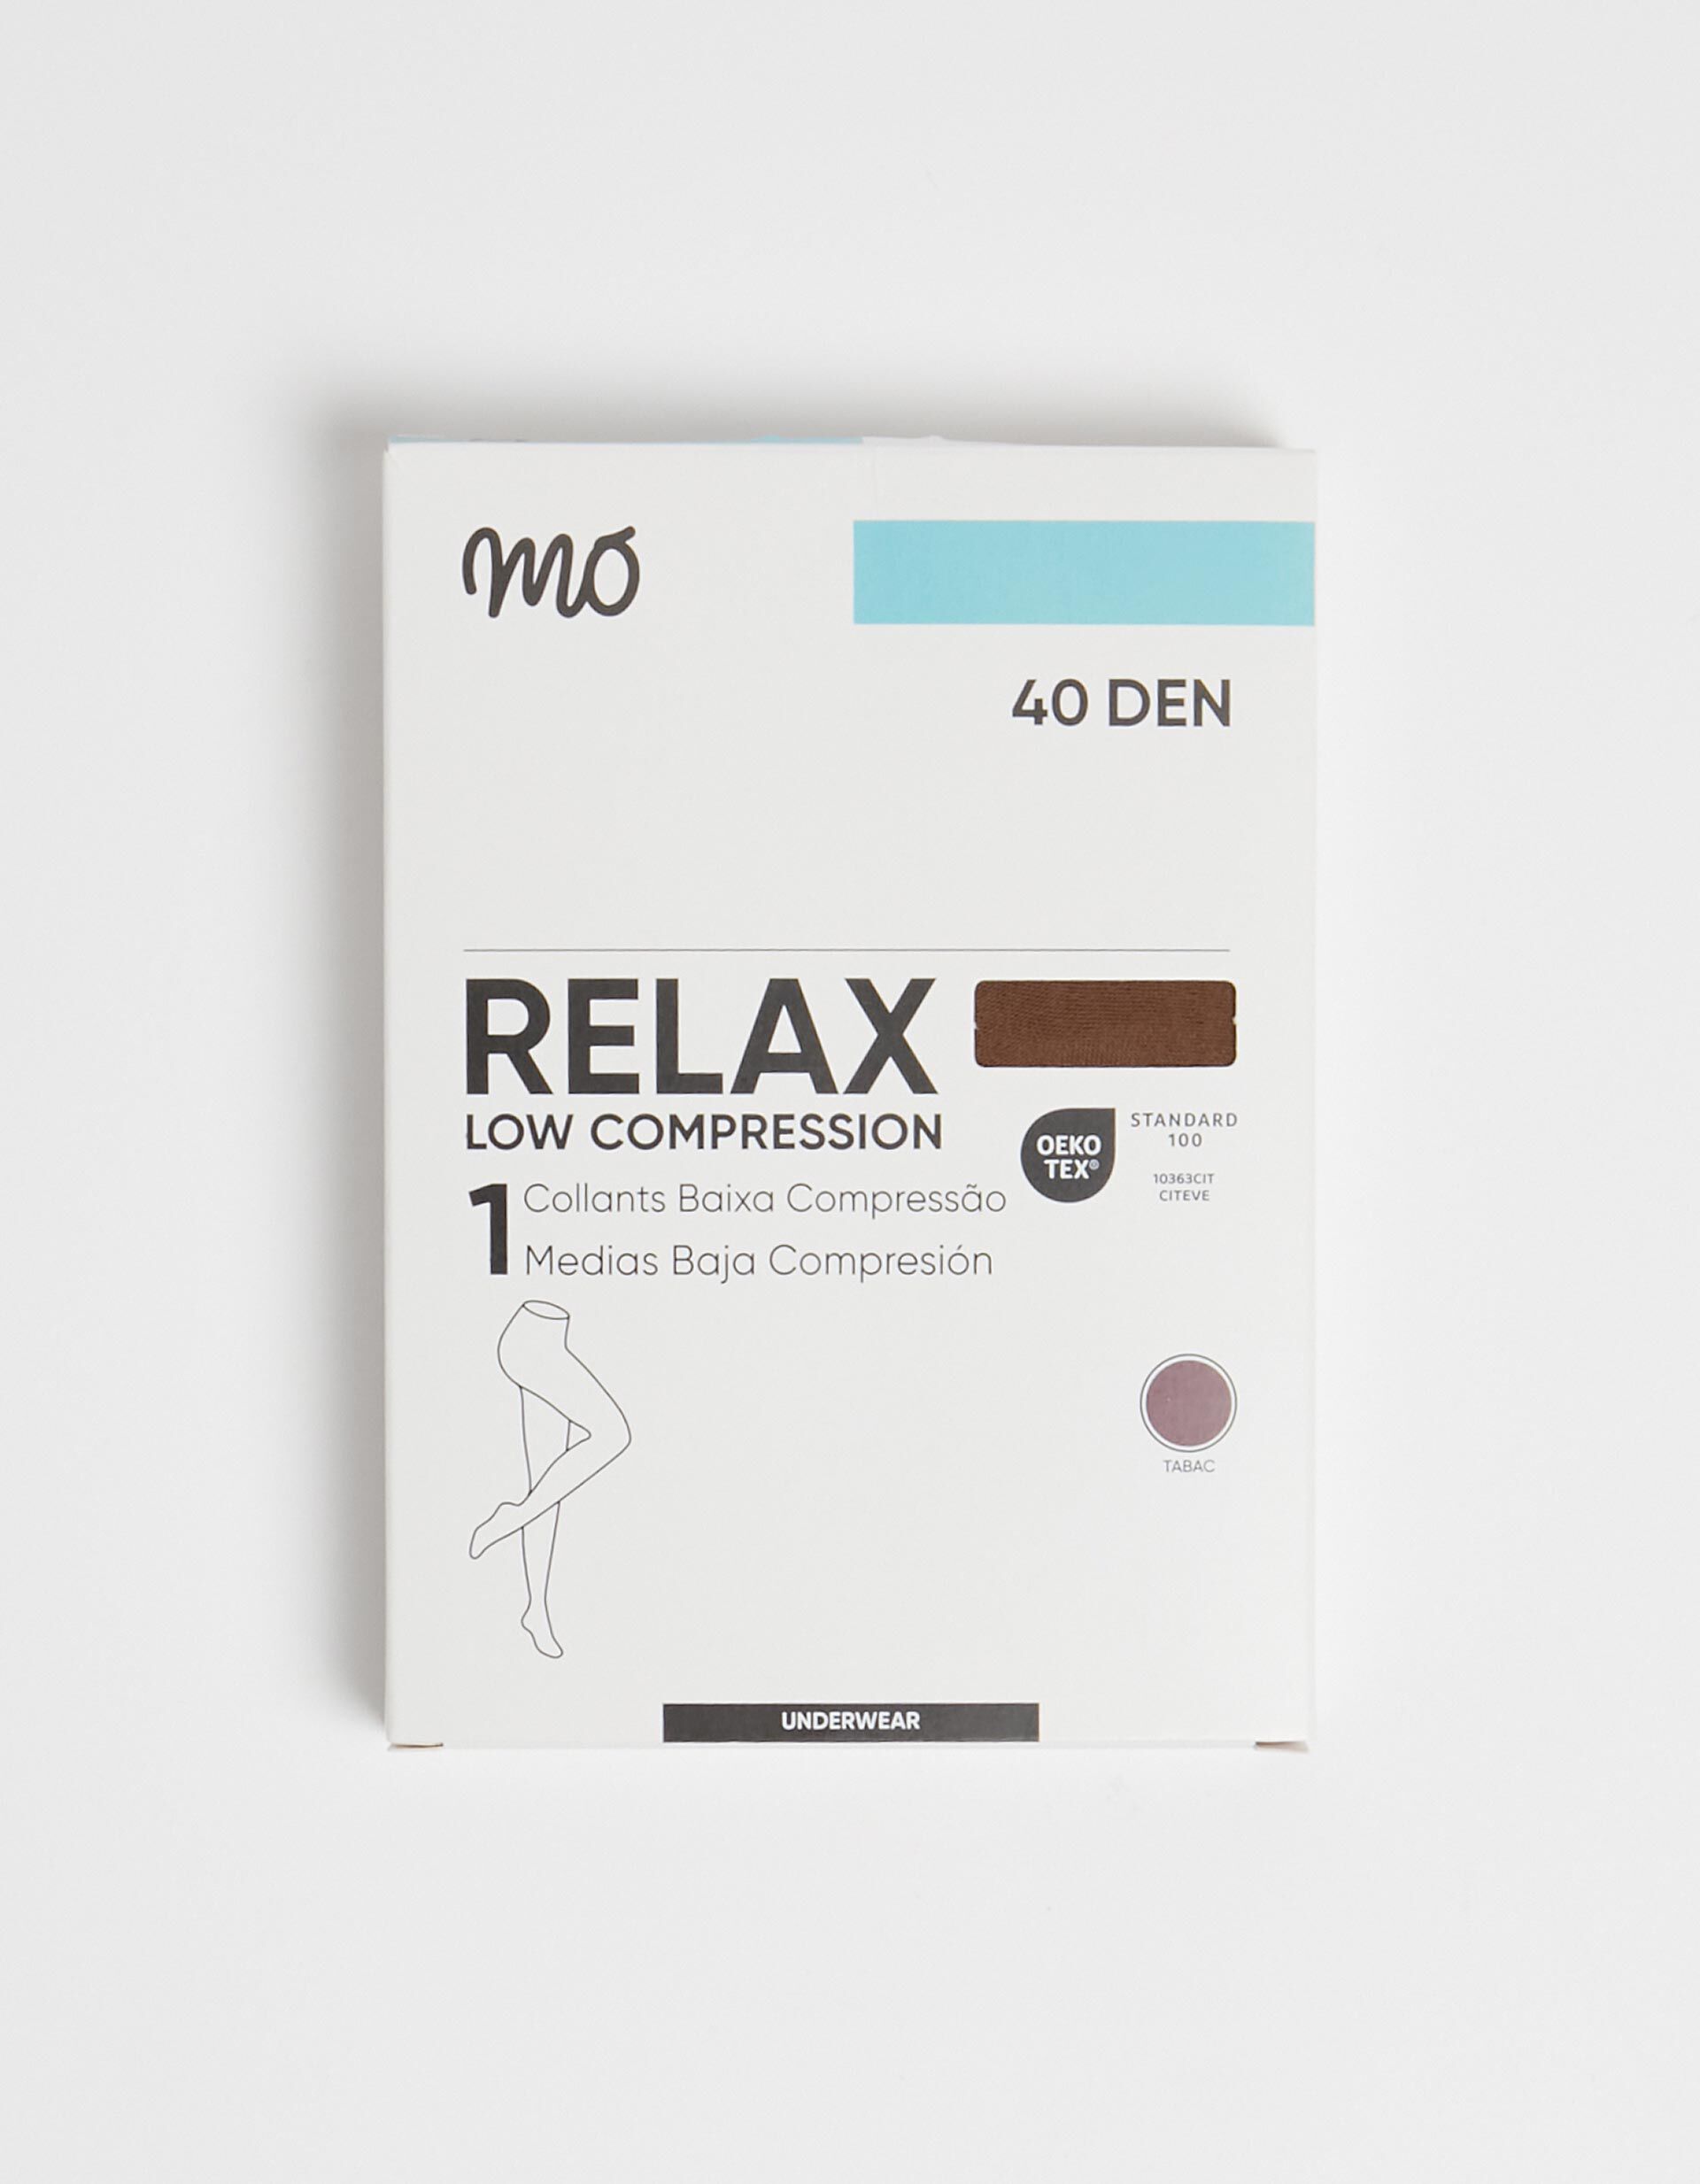 mó
40 DEN
RELAX
LOW COMPRESSION
OEKO
TEX®
STANDARD
100
10363CIT
CITEVE
1 Collants Baixa Compressão
Medias Baja Compresión
TABAC
UNDERWEAR